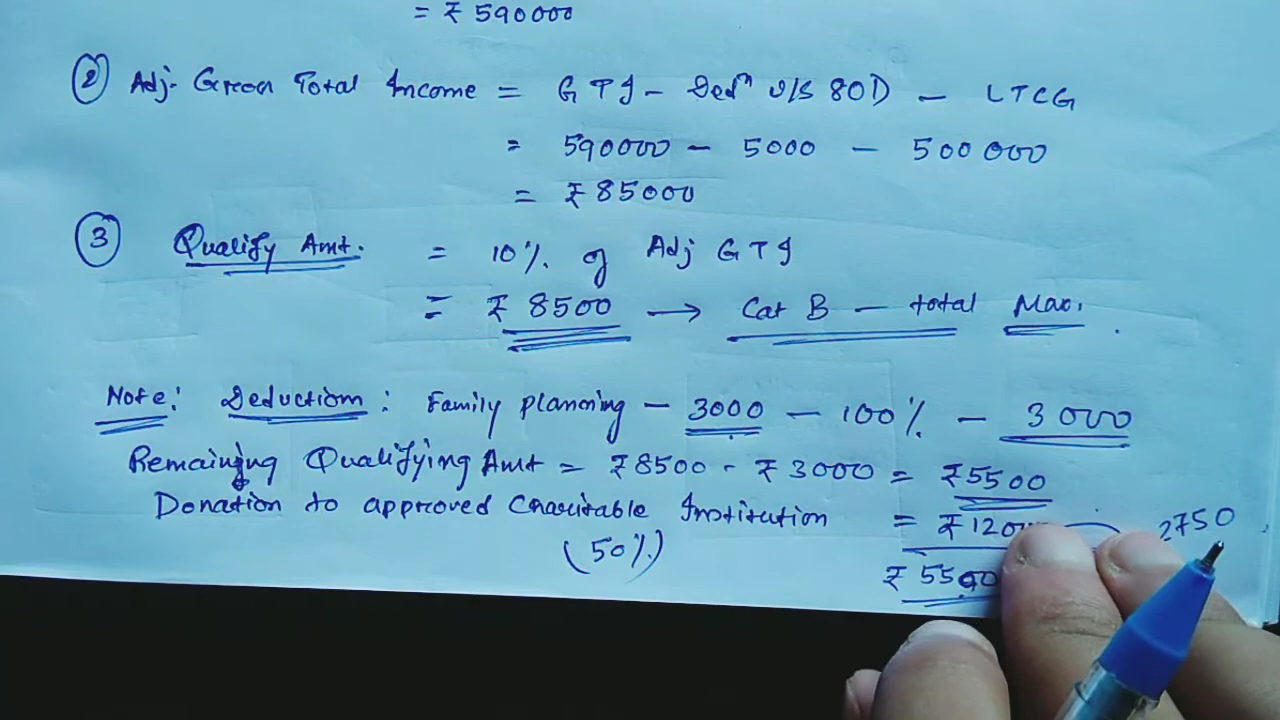 = ₹ 590000
② Adj. Gross Total Income = GTI - Dedⁿ U/S 80D - LTCG
= 590000 - 5000 - 500000
= ₹ 85000
③ Qualify Amt. = 10% of Adj GTI
= ₹ 8500 → Cat B - total Max.
Note: Deduction: Family planning - 3000 - 100% - 3000
Remaining Qualifying Amt = ₹8500 - ₹3000 = ₹5500
Donation to approved Charitable Institution = ₹120 2750
(50%) ₹5500